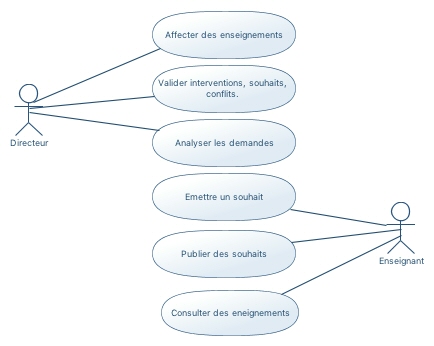 Affecter des enseignements
Valider interventions, souhaits,
conflits.
Directeur
Analyser les demandes
Emettre un souhait
Publier des souhaits
Enseignant
Consulter des eneignements